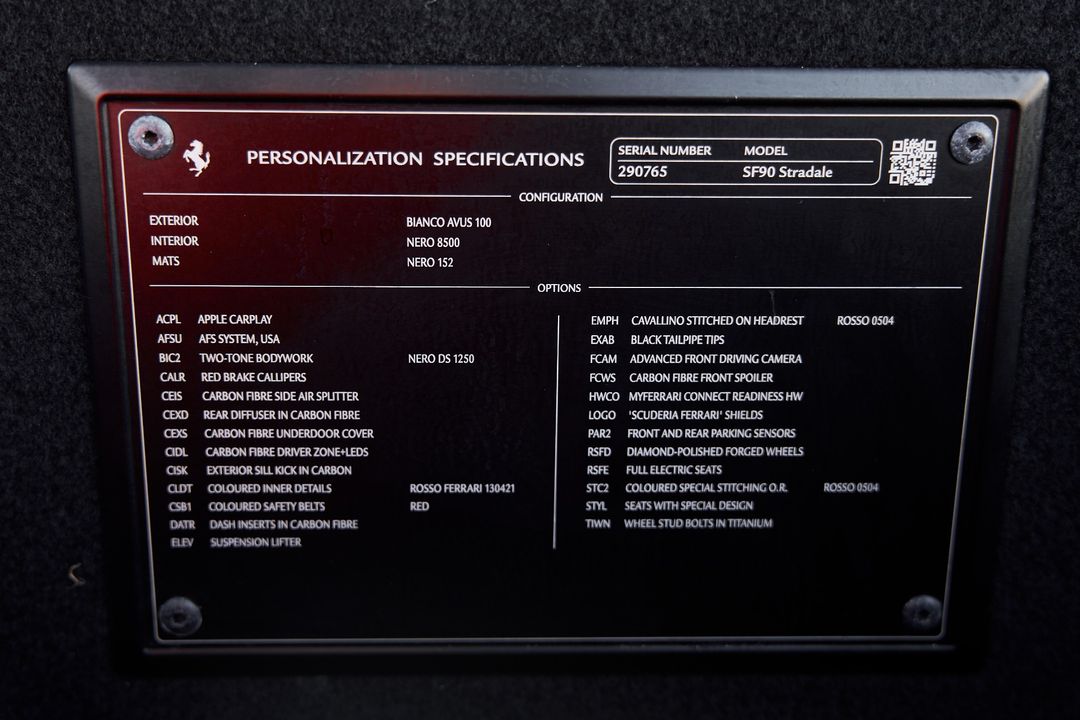 PERSONALIZATION SPECIFICATIONS
SERIAL NUMBER MODEL
290765 SF90 Stradale
CONFIGURATION
EXTERIOR BIANCO AVUS 100
INTERIOR NERO 8500
MATS NERO 152
OPTIONS
ACPL APPLE CARPLAY
AFSU AFS SYSTEM, USA
BIC2 TWO-TONE BODYWORK NERO DS 1250
CALR RED BRAKE CALLIPERS
CEIS CARBON FIBRE SIDE AIR SPLITTER
CEXD REAR DIFFUSER IN CARBON FIBRE
CEXS CARBON FIBRE UNDERDOOR COVER
CIDL CARBON FIBRE DRIVER ZONE+LEDS
CISK EXTERIOR SILL KICK IN CARBON
CLDT COLOURED INNER DETAILS ROSSO FERRARI 130421
CSB1 COLOURED SAFETY BELTS RED
DATR DASH INSERTS IN CARBON FIBRE
ELEV SUSPENSION LIFTER
EMPH CAVALLINO STITCHED ON HEADREST ROSSO 0504
EXAB BLACK TAILPIPE TIPS
FCAM ADVANCED FRONT DRIVING CAMERA
FCWS CARBON FIBRE FRONT SPOILER
HWCO MYFERRARI CONNECT READINESS HW
LOGO 'SCUDERIA FERRARI' SHIELDS
PAR2 FRONT AND REAR PARKING SENSORS
RSFD DIAMOND-POLISHED FORGED WHEELS
RSFE FULL ELECTRIC SEATS
STC2 COLOURED SPECIAL STITCHING O.R. ROSSO 0504
STYL SEATS WITH SPECIAL DESIGN
TIWN WHEEL STUD BOLTS IN TITANIUM